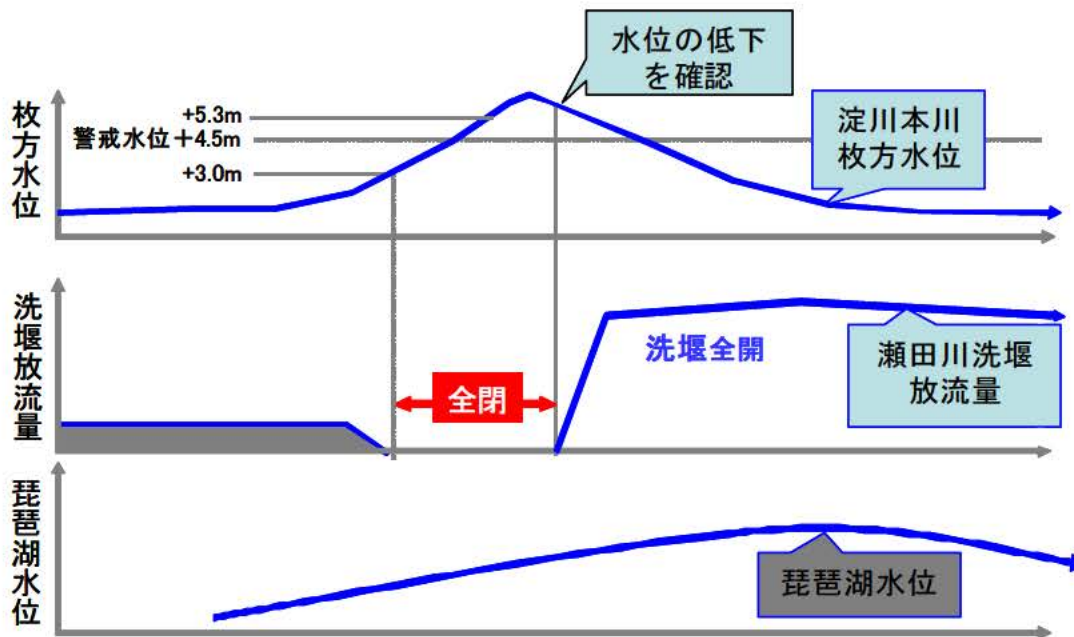 水位の低下
を確認
枚方水位
+5.3m
警戒水位+4.5m
+3.0m
淀川本川
枚方水位
洗堰放流量
全閉
洗堰全開
瀬田川洗堰
放流量
琵琶湖水位
琵琶湖水位